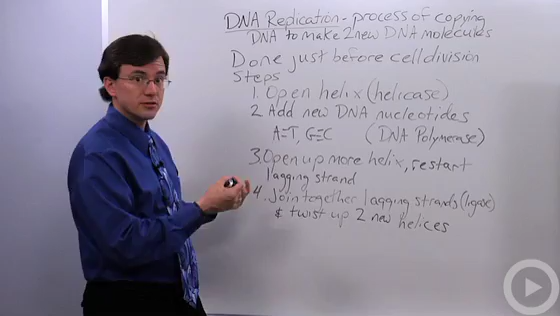 DNA Replication - process of copying
DNA to make 2 new DNA molecules
Done just before cell division
Steps
1. Open helix (helicase)
2 Add new DNA nucleotides
A=T, G≡C (DNA Polymerase)
3. Open up more helix, restart
lagging strand
4. Join together lagging strands (ligase)
& twist up 2 new helices